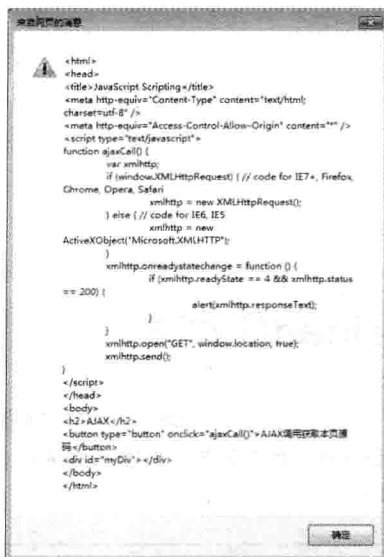 来自网页的消息
<html>
<head>
<title>JavaScript Scripting</title>
<meta http-equiv="Content-Type" content="text/html;
charset=utf-8" />
<meta http-equiv="Access-Control-Allow-Origin" content="*" />
<script type="text/javascript">
function ajaxCall() {
var xmlhttp;
if (window.XMLHttpRequest) { // code for IE7+, Firefox,
Chrome, Opera, Safari
xmlhttp = new XMLHttpRequest();
} else { // code for IE6, IE5
xmlhttp = new
ActiveXObject("Microsoft.XMLHTTP");
}
xmlhttp.onreadystatechange = function () {
if (xmlhttp.readyState == 4 && xmlhttp.status
== 200) {
alert(xmlhttp.responseText);
}
}
xmlhttp.open("GET", window.location, true);
xmlhttp.send();
}
</script>
</head>
<body>
<h2>AJAX</h2>
<button type="button" onclick="ajaxCall()">AJAX调用获取本页源
码</button>
<div id="myDiv"></div>
</body>
</html>
确定